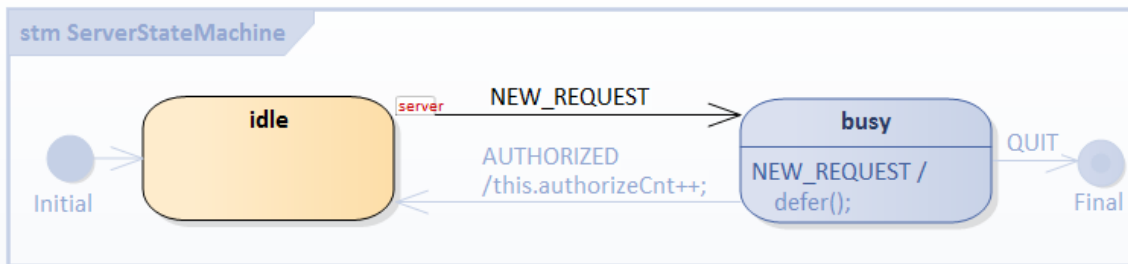 stm ServerStateMachine
idle
server
NEW_REQUEST
busy
AUTHORIZED
/this.authorizeCnt++;
NEW_REQUEST /
defer();
QUIT
Initial
Final